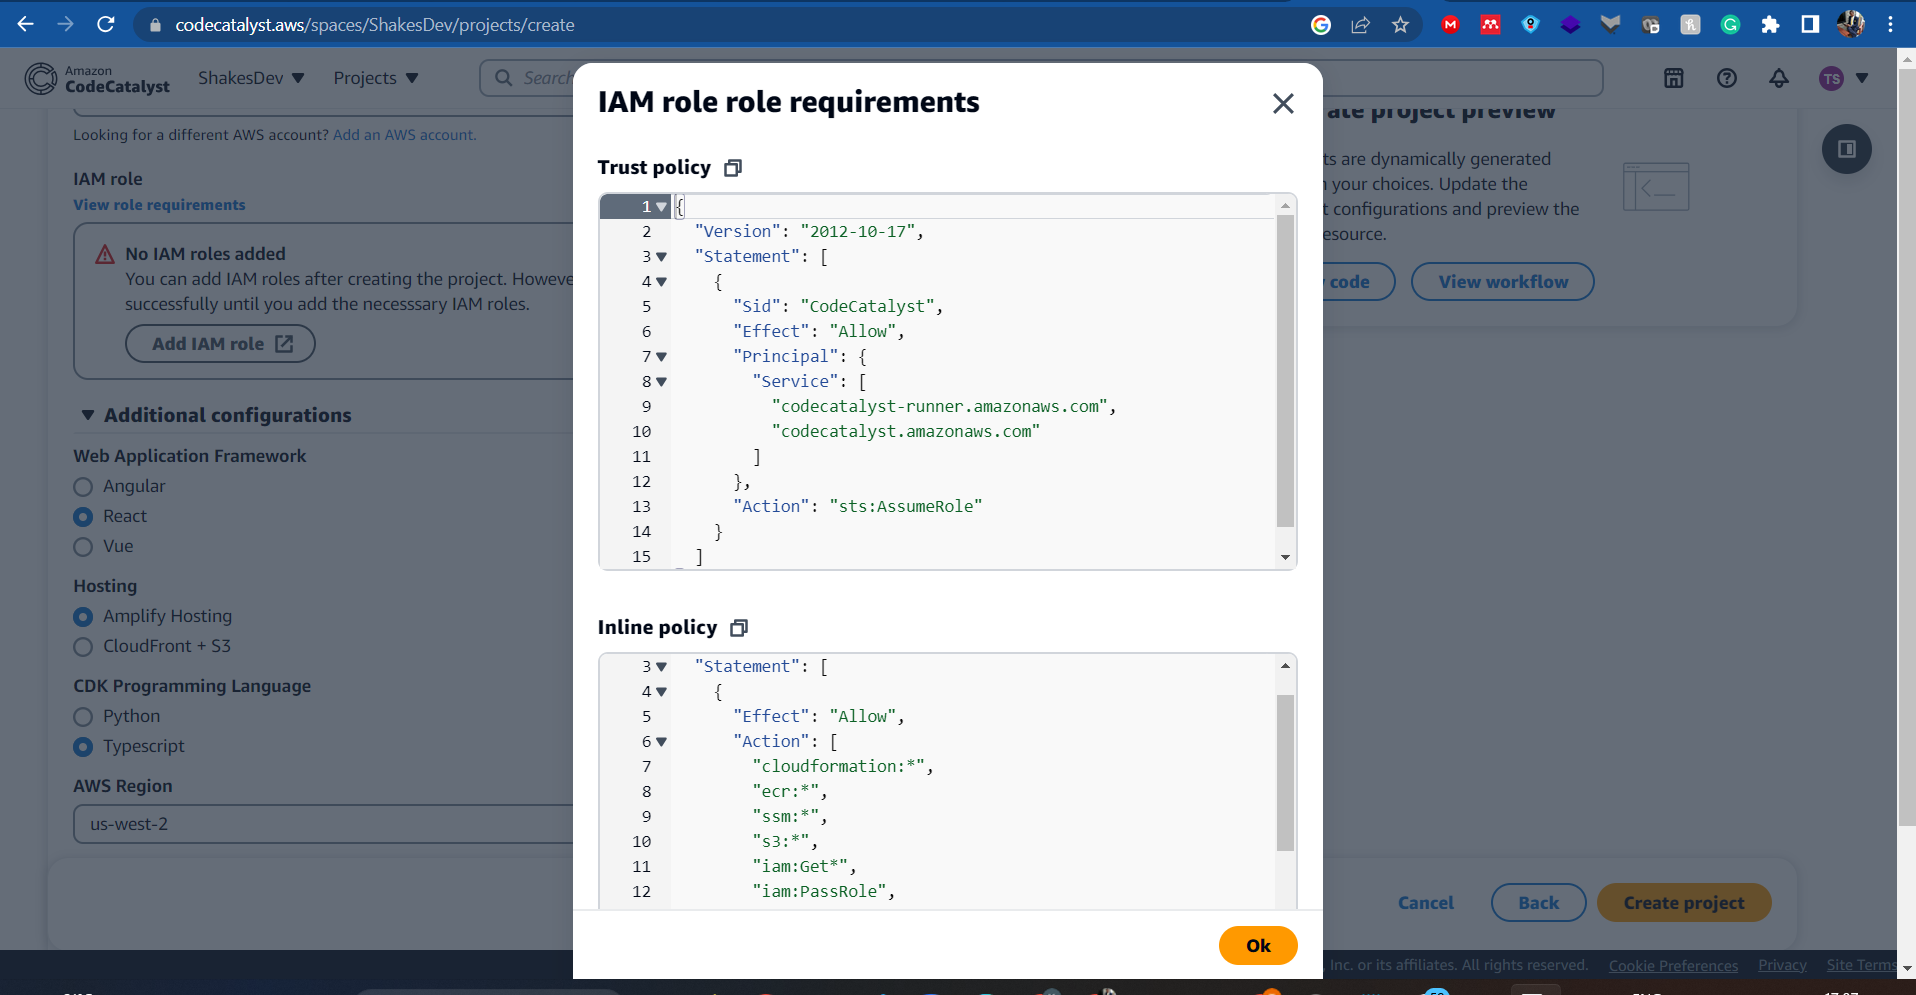 codecatalyst.aws/spaces/ShakesDev/projects/create
Amazon
CodeCatalyst
ShakesDev
Projects
Search
TS
Looking for a different AWS account? Add an AWS account.
IAM role
View role requirements
No IAM roles added
You can add IAM roles after creating the project. Howeve
successfully until you add the necesssary IAM roles.
Add IAM role
Additional configurations
Web Application Framework
Angular
React
Vue
Hosting
Amplify Hosting
CloudFront + S3
CDK Programming Language
Python
Typescript
AWS Region
us-west-2
IAM role role requirements
Trust policy
1 {
2 "Version": "2012-10-17",
3 "Statement": [
4 {
5 "Sid": "CodeCatalyst",
6 "Effect": "Allow",
7 "Principal": {
8 "Service": [
9 "codecatalyst-runner.amazonaws.com",
10 "codecatalyst.amazonaws.com"
11 ]
12 },
13 "Action": "sts:AssumeRole"
14 }
15 ]
Inline policy
3 "Statement": [
4 {
5 "Effect": "Allow",
6 "Action": [
7 "cloudformation:*",
8 "ecr:*",
9 "ssm:*",
10 "s3:*",
11 "iam:Get*",
12 "iam:PassRole",
Ok
ate project preview
ts are dynamically generated
your choices. Update the
t configurations and preview the
esource.
code
View workflow
Cancel
Back
Create project
Inc. or its affiliates. All rights reserved.
Cookie Preferences
Privacy
Site Terms